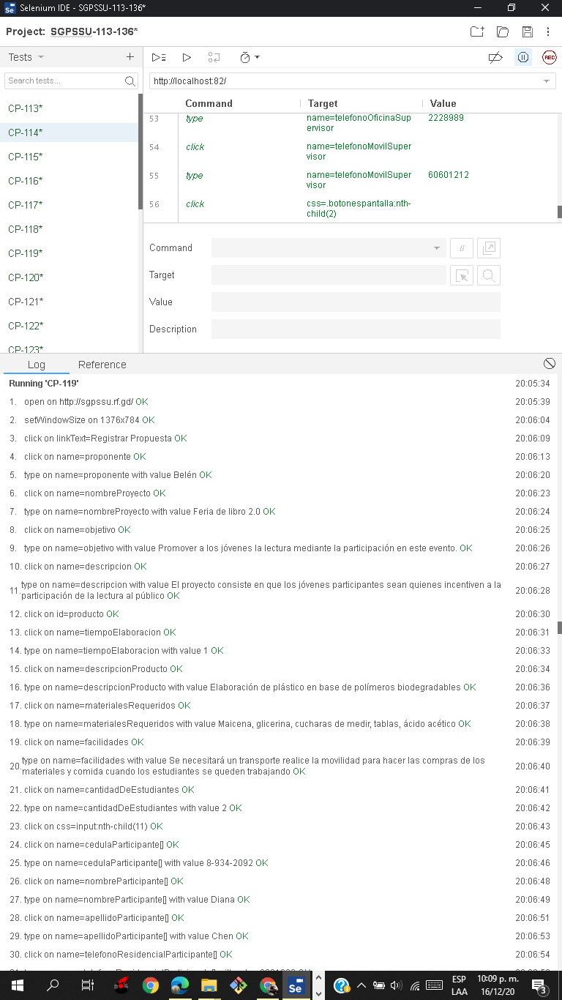 Selenium IDE - SGPSSU-113-136*
Project: SGPSSU-113-136*
Tests
Search tests...
CP-113*
CP-114*
CP-115*
CP-116*
CP-117*
CP-118*
CP-119*
CP-120*
CP-121*
CP-122*
CP-123*
REC
http://localhost:82/
Command Target Value
53 type name=telefonoOficinaSup 2228989
ervisor
54 click name=telefonoMovilSuper
visor
55 type name=telefonoMovilSuper 60601212
visor
56 click css=.botonespantalla:nth-
child(2)
Command
//
Target
Value
Description
Log Reference
Running 'CP-119' 20:05:34
1. open on http://sgpssu.rf.gd/ OK 20:05:39
2. setWindowSize on 1376x784 OK 20:06:04
3. click on linkText=Registrar Propuesta OK 20:06:09
4. click on name=proponente OK 20:06:13
5. type on name=proponente with value Belén OK 20:06:20
6. click on name=nombreProyecto OK 20:06:23
7. type on name=nombreProyecto with value Feria de libro 2.0 OK 20:06:24
8. click on name=objetivo OK 20:06:25
9. type on name=objetivo with value Promover a los jóvenes la lectura mediante la participación en este evento. OK 20:06:26
10. click on name=descripcion OK 20:06:27
11. type on name=descripcion with value El proyecto consiste en que los jóvenes participantes sean quienes incentiven a la 20:06:28
participación de la lectura al público OK
12. click on id=producto OK 20:06:30
13. click on name=tiempoElaboracion OK 20:06:31
14. type on name=tiempoElaboracion with value 1 OK 20:06:33
15. click on name=descripcionProducto OK 20:06:34
16. type on name=descripcionProducto with value Elaboración de plástico en base de polímeros biodegradables OK 20:06:36
17. click on name=materialesRequeridos OK 20:06:37
18. type on name=materialesRequeridos with value Maicena, glicerina, cucharas de medir, tablas, ácido acético OK 20:06:38
19. click on name=facilidades OK 20:06:39
20. type on name=facilidades with value Se necesitará un transporte realice la movilidad para hacer las compras de los 20:06:40
materiales y comida cuando los estudiantes se queden trabajando OK
21. click on name=cantidadDeEstudiantes OK 20:06:41
22. type on name=cantidadDeEstudiantes with value 2 OK 20:06:42
23. click on css=input:nth-child(11) OK 20:06:43
24. click on name=cedulaParticipante[] OK 20:06:45
25. type on name=cedulaParticipante[] with value 8-934-2092 OK 20:06:46
26. click on name=nombreParticipante[] OK 20:06:48
27. type on name=nombreParticipante[] with value Diana OK 20:06:49
28. click on name=apellidoParticipante[] OK 20:06:51
29. type on name=apellidoParticipante[] with value Chen OK 20:06:53
30. click on name=telefonoResidencialParticipante[] OK 20:06:54
Se
ESP 10:09 p. m.
LAA 16/12/20
3